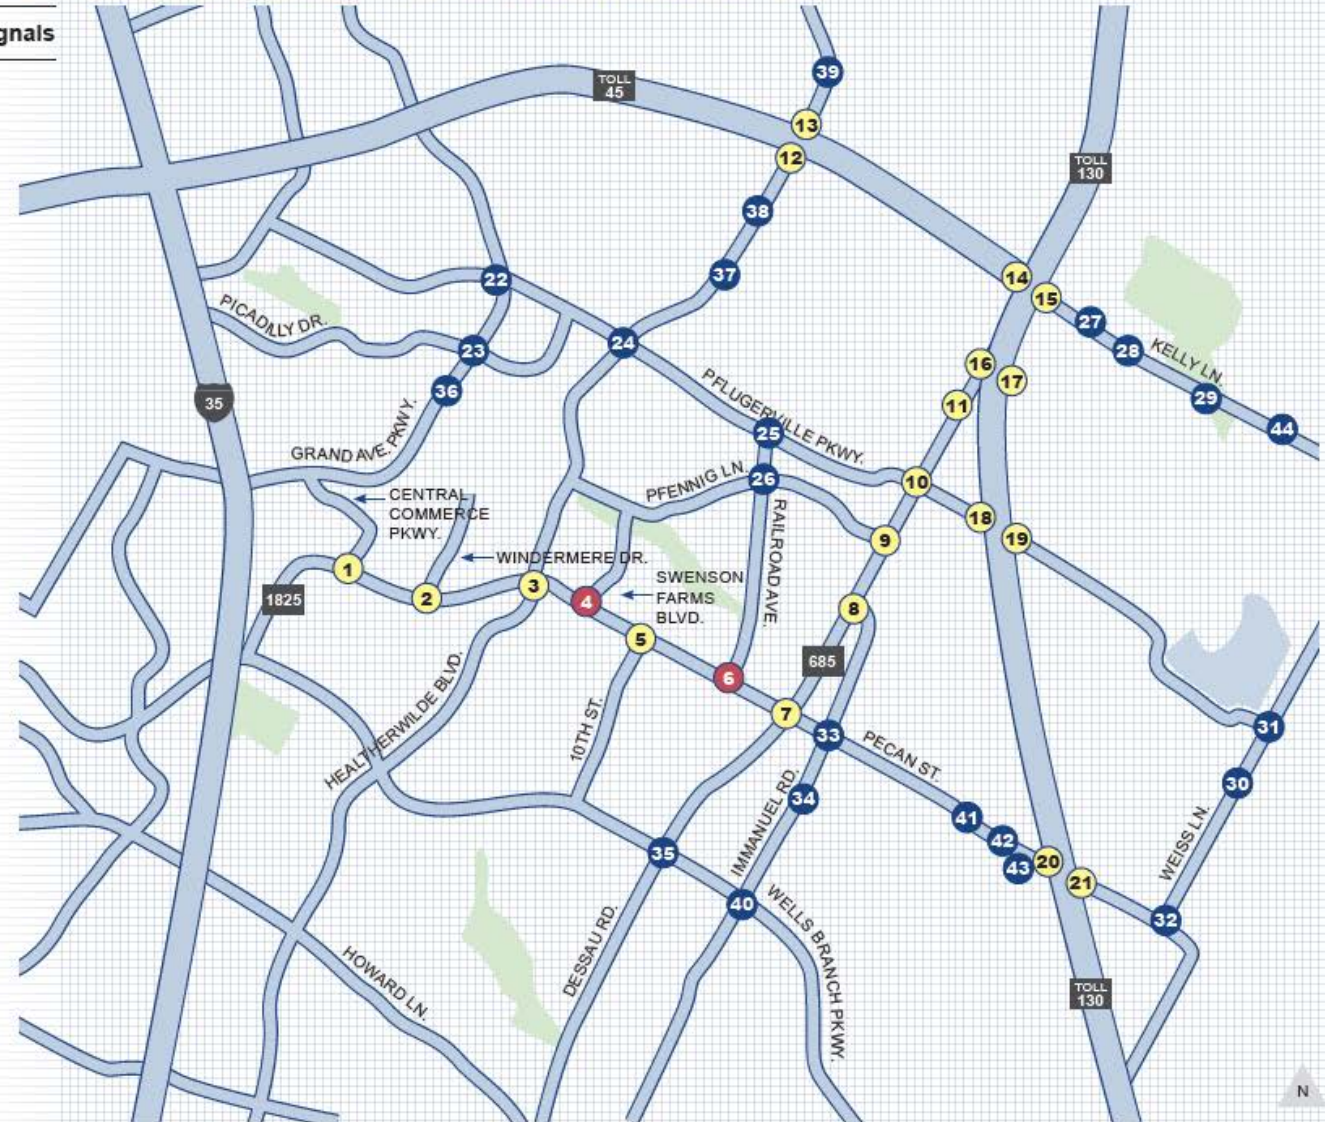 gnals
39
TOLL
45
13
12
TOLL
130
38
37
14
22
15
27
PICADILLY DR.
24
28
KELLY LN.
23
16
17
36
PFLUGERVILLE PKWY.
29
35
11
44
25
GRAND AVE. PKWY.
PFENNIG LN.
26
10
CENTRAL
COMMERCE
PKWY.
18
RAILROAD AVE.
9
19
WINDERMERE DR.
1
3
SWENSON
FARMS
BLVD.
1825
2
4
8
5
685
6
HEALTHERWILDE BLVD.
10TH ST.
7
33
31
PECAN ST.
30
IMMANUEL RD.
34
41
42
WEISS LN.
35
43
20
21
40
32
WELLS BRANCH PKWY.
DESSAU RD.
HOWARD LN.
TOLL
130
N